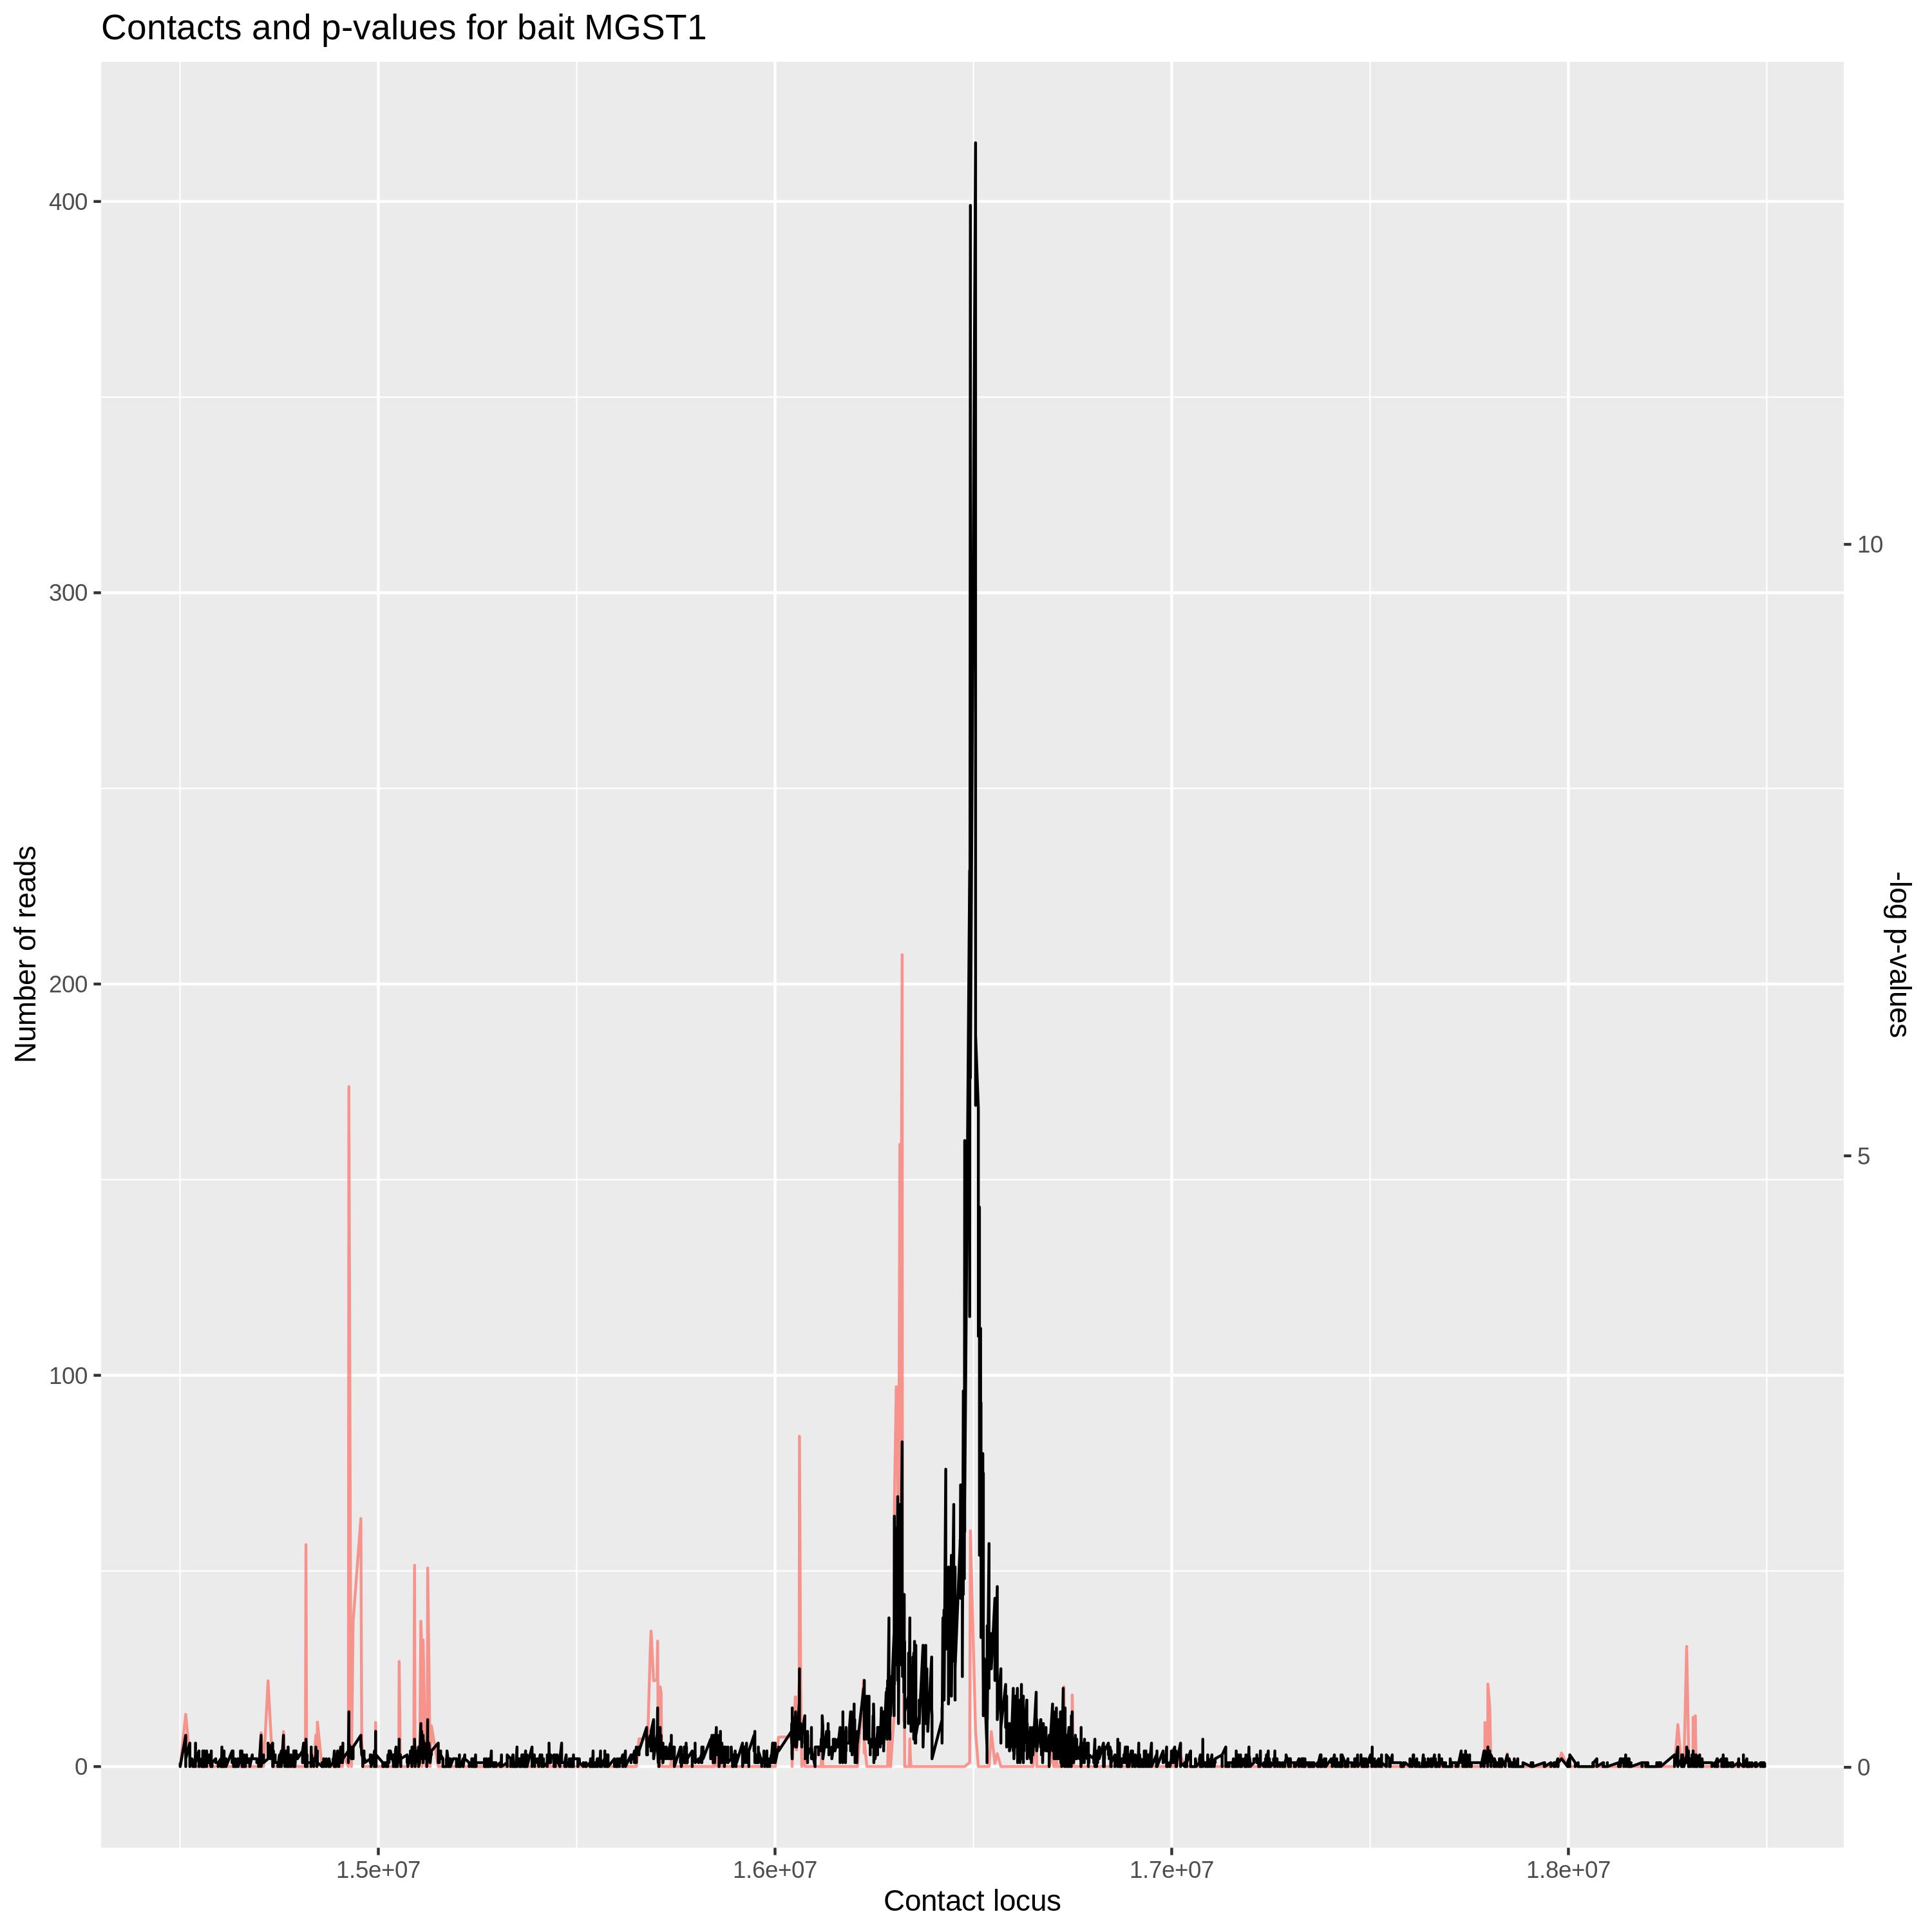 Contacts and p-values for bait MGST1
400
300
200
100
0
Number of reads
10
5
0
-log p-values
1.5e+07
1.6e+07
1.7e+07
1.8e+07
Contact locus